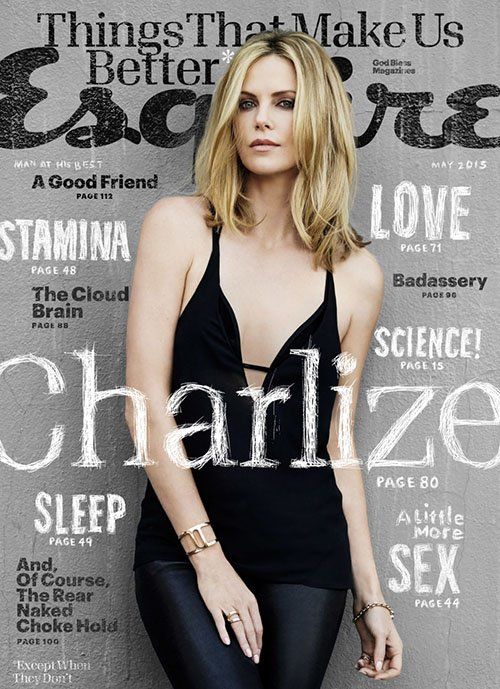 Things That Make Us
Better*
God Bless
Magazines
Esquire
MAN AT HIS BEST
MAY 2015
A Good Friend
PAGE 112
LOVE
PAGE 71
STAMINA
PAGE 48
Badassery
PAGE 96
The Cloud
Brain
PAGE 88
SCIENCE!
PAGE 15
Charlize
PAGE 80
SLEEP
PAGE 49
A Little
More
SEX
PAGE 44
And,
Of Course,
The Rear
Naked
Choke Hold
PAGE 100
*Except When
They Don't